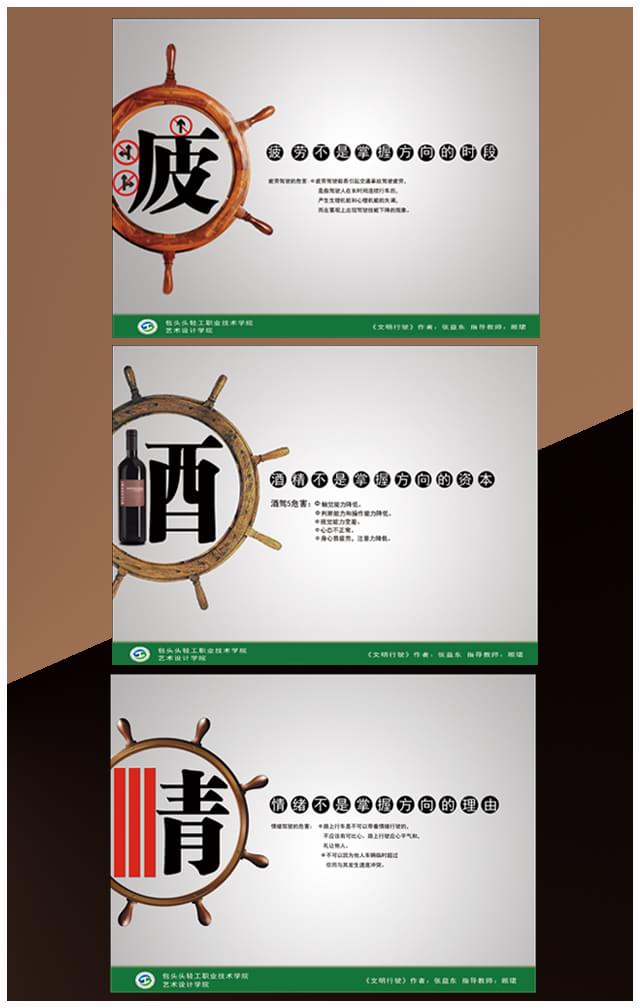 疲
疲劳不是掌握方向的时段
疲劳驾驶的危害:疲劳驾驶极易引起交通事故驾驶疲劳,
是指驾驶人在长时间连续行车后,
产生生理机能和心理机能的失调,
而在客观上出现驾驶技能下降的现象。
包头头轻工职业技术学院
艺术设计学院
《文明行驶》作者:张益东 指导教师:顾珺
酒
酒精不是掌握方向的资本
酒驾5危害:触觉能力降低。
判断能力和操作能力降低。
视觉能力变差。
心态不正常。
身心易疲劳,注意力降低。
包头头轻工职业技术学院
艺术设计学院
《文明行驶》作者:张益东 指导教师:顾珺
情
情绪不是掌握方向的理由
情绪驾驶的危害:路上行车是不可以带着情绪行驶的,
不应该有可比心,路上行驶应心平气和,
礼让他人。
不可以因为他人车辆临时超过
你而与其发生速度冲突。
包头头轻工职业技术学院
艺术设计学院
《文明行驶》作者:张益东 指导教师:顾珺